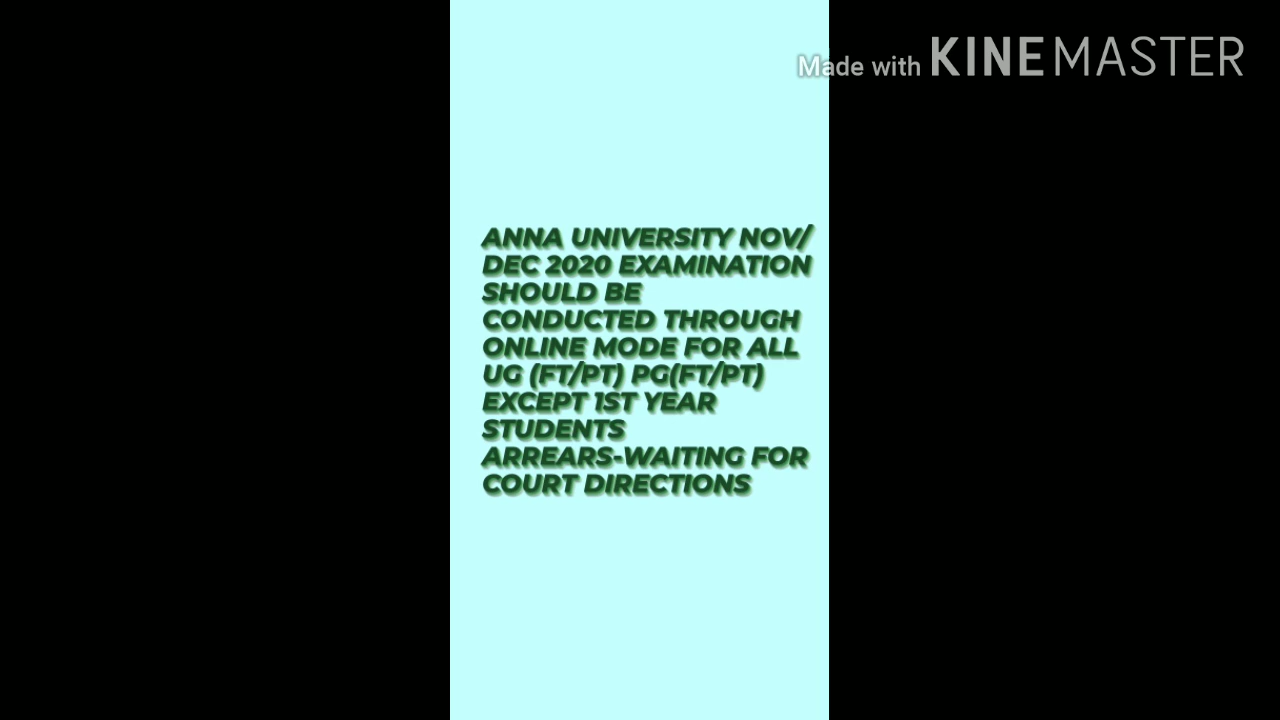 Made with KINEMASTER
ANNA UNIVERSITY NOV/
DEC 2020 EXAMINATION
SHOULD BE
CONDUCTED THROUGH
ONLINE MODE FOR ALL
UG (FT/PT) PG(FT/PT)
EXCEPT 1ST YEAR
STUDENTS
ARREARS-WAITING FOR
COURT DIRECTIONS